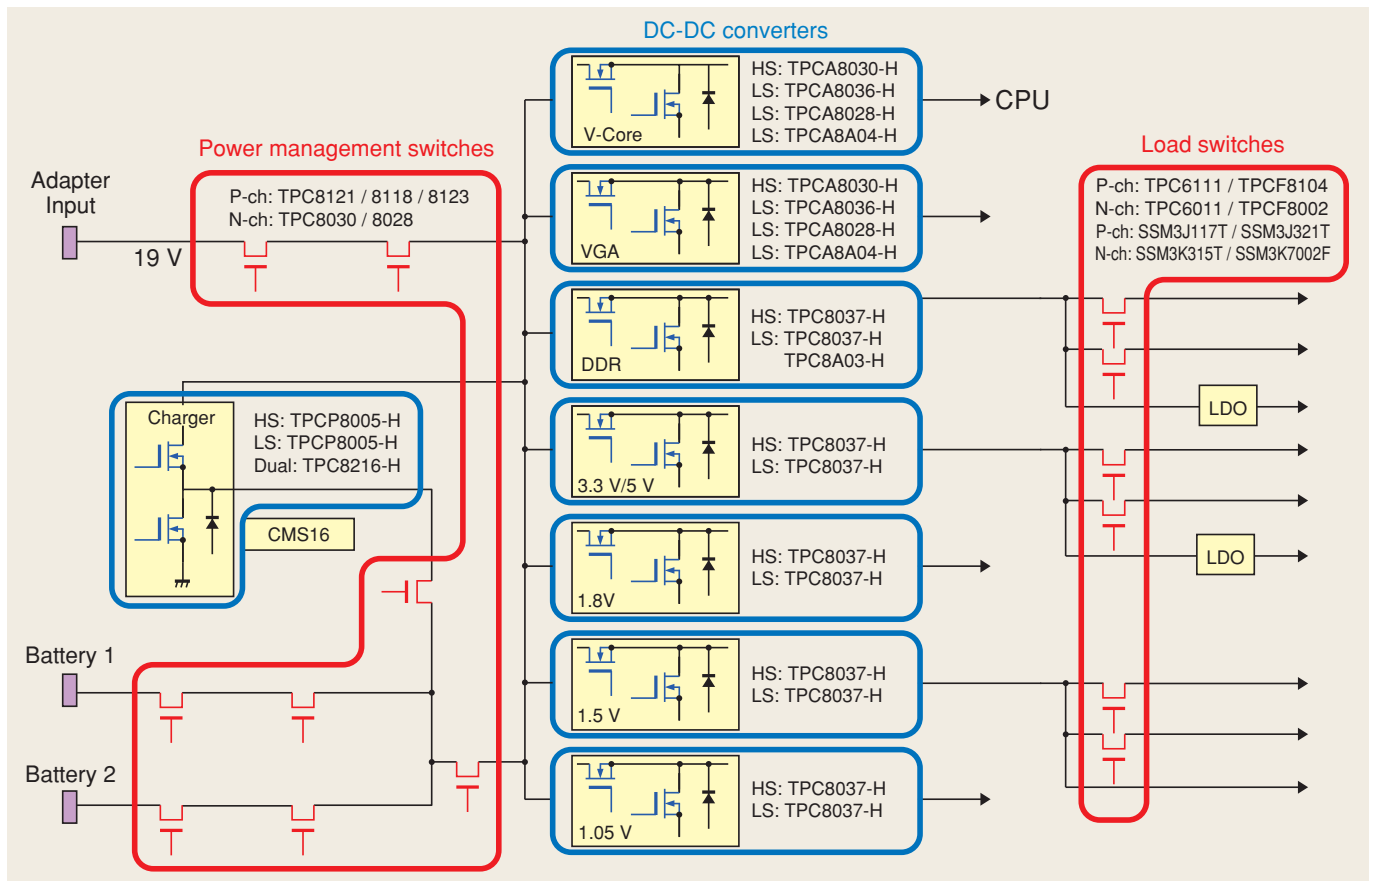 DC-DC converters
HS: TPCA8030-H
LS: TPCA8036-H
LS: TPCA8028-H
LS: TPCA8A04-H
V-Core
CPU
Power management switches
P-ch: TPC8121 / 8118 / 8123
N-ch: TPC8030 / 8028
Adapter
Input
19 V
HS: TPCA8030-H
LS: TPCA8036-H
LS: TPCA8028-H
LS: TPCA8A04-H
VGA
Load switches
P-ch: TPC6111 / TPCF8104
N-ch: TPC6011 / TPCF8002
P-ch: SSM3J117T / SSM3J321T
N-ch: SSM3K315T / SSM3K7002F
HS: TPC8037-H
LS: TPC8037-H
TPC8A03-H
DDR
LDO
Charger
HS: TPCP8005-H
LS: TPCP8005-H
Dual: TPC8216-H
CMS16
HS: TPC8037-H
LS: TPC8037-H
3.3 V/5 V
LDO
HS: TPC8037-H
LS: TPC8037-H
1.8V
Battery 1
HS: TPC8037-H
LS: TPC8037-H
1.5 V
Battery 2
HS: TPC8037-H
LS: TPC8037-H
1.05 V